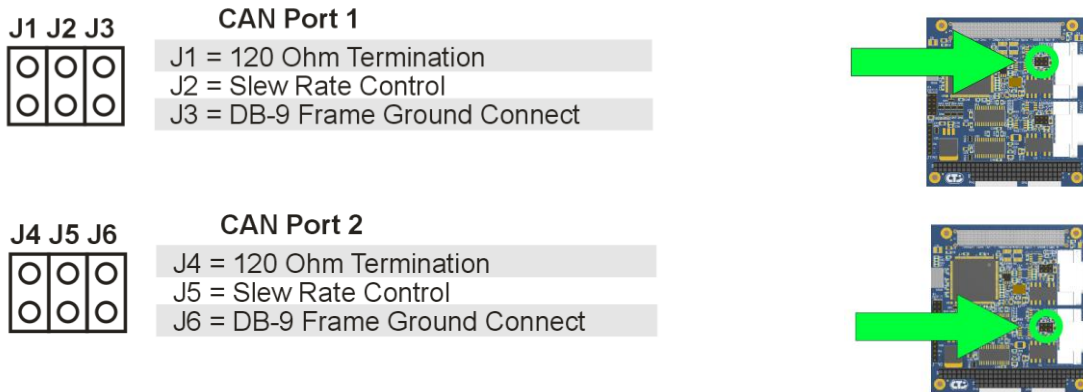 CAN Port 1
J1 J2 J3
J1 = 120 Ohm Termination
J2 = Slew Rate Control
J3 = DB-9 Frame Ground Connect
CAN Port 2
J4 J5 J6
J4 = 120 Ohm Termination
J5 = Slew Rate Control
J6 = DB-9 Frame Ground Connect